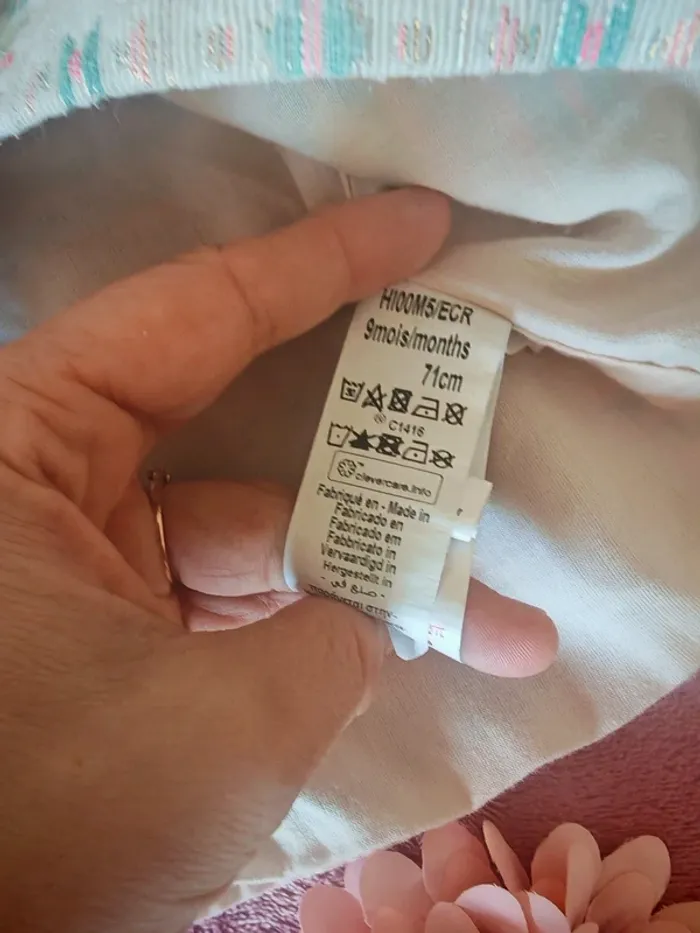 H100M5/ECR
9mois/months
71cm
C1416
clevercare.info
Fabriqué en - Made in
Fabricado en
Fabricado em
Fabbricato in
Vervaardigd in
Hergestellt in
- صنع في -